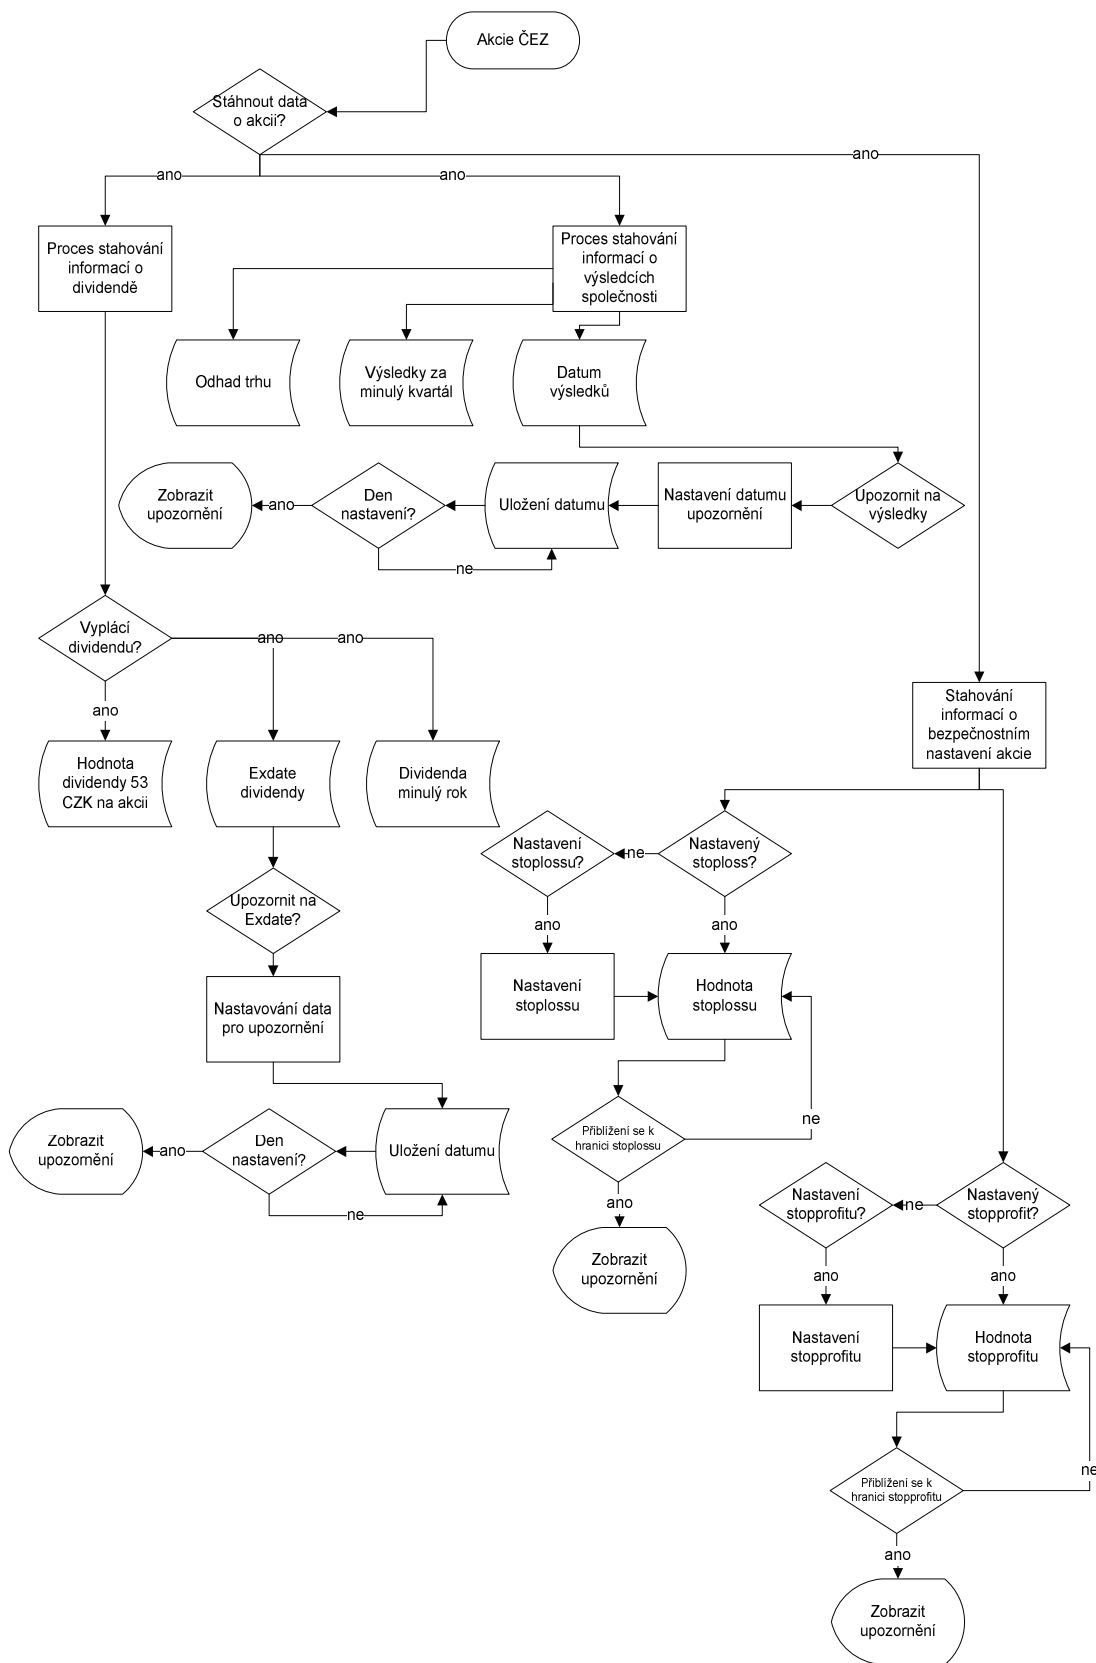 Akcie ČEZ
Stáhnout data
o akcii?
ano
ano
ano
Proces stahování
informací o
dividendě
Proces stahování
informací o
výsledcích
společnosti
Odhad trhu
Výsledky za
minulý kvartál
Datum
výsledků
Zobrazit
upozornění
ano
Den
nastavení?
ne
Uložení datumu
Nastavení datumu
upozornění
Upozornit na
výsledky
Vyplácí
dividendu?
ano
ano
ano
Hodnota
dividendy 53
CZK na akcii
Exdate
dividendy
Dividenda
minulý rok
Stahování
informací o
bezpečnostním
nastavení akcie
Nastavení
stoplossu?
ne
Nastavený
stoploss?
ano
ano
Upozornit na
Exdate?
Nastavení
stoplossu
Hodnota
stoplossu
Nastavování data
pro upozornění
Zobrazit
upozornění
ano
Den
nastavení?
ne
Uložení datumu
Přiblížení se k
hranici stoplossu
ne
ano
Zobrazit
upozornění
Nastavení
stopprofitu?
ne
Nastavený
stopprofit?
ano
ano
Nastavení
stopprofitu
Hodnota
stopprofitu
Přiblížení se k
hranici stopprofitu
ne
ano
Zobrazit
upozornění